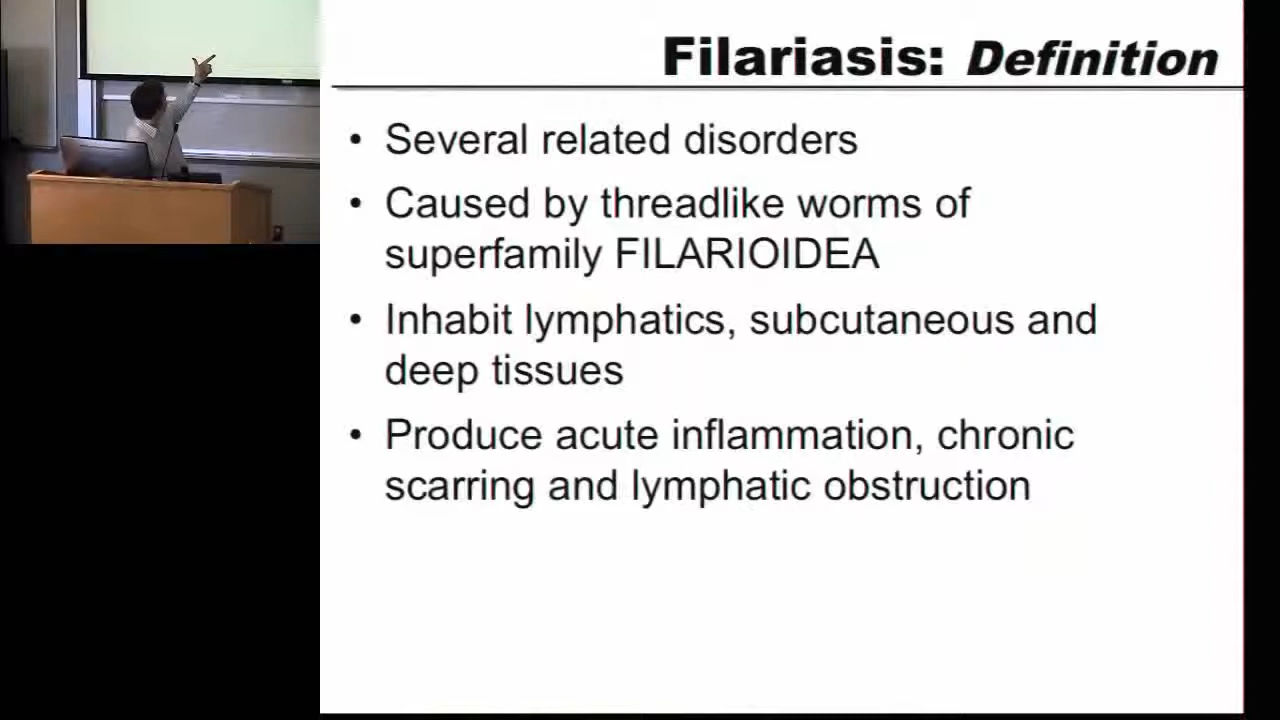 Filariasis: Definition
• Several related disorders
• Caused by threadlike worms of
superfamily FILARIOIDEA
• Inhabit lymphatics, subcutaneous and
deep tissues
• Produce acute inflammation, chronic
scarring and lymphatic obstruction